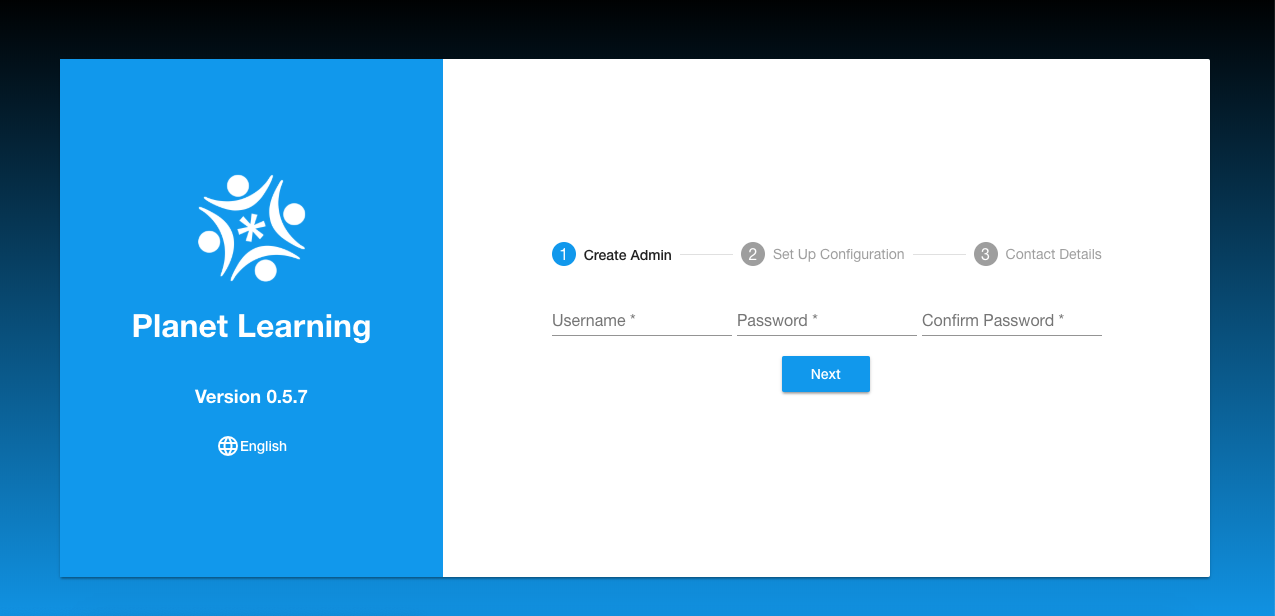 Planet Learning
Version 0.5.7
English
1 Create Admin 2 Set Up Configuration 3 Contact Details
Username * Password * Confirm Password *
Next